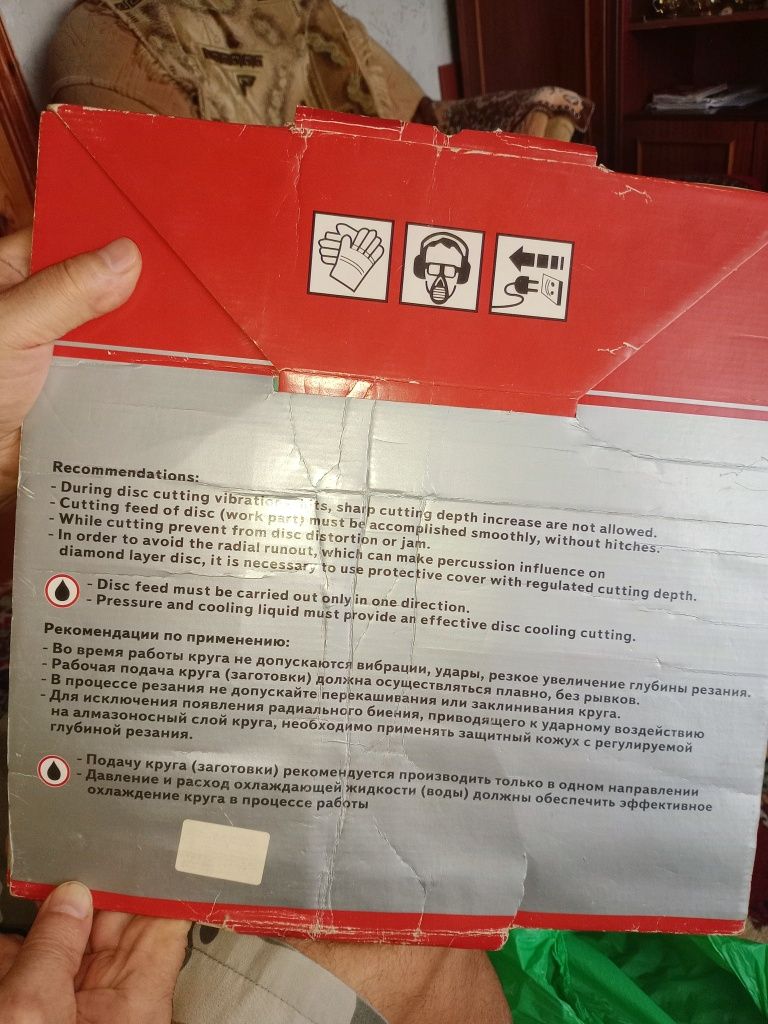 Recommendations:
- During disc cutting vibration, hits, sharp cutting depth increase are not allowed.
- Cutting feed of disc (work part) must be accomplished smoothly, without hitches.
- While cutting prevent from disc distortion or jam.
- In order to avoid the radial runout, which can make percussion influence on
diamond layer disc, it is necessary to use protective cover with regulated cutting depth.
- Disc feed must be carried out only in one direction.
- Pressure and cooling liquid must provide an effective disc cooling cutting.
Рекомендации по применению:
- Во время работы круга не допускаются вибрации, удары, резкое увеличение глубины резания.
- Рабочая подача круга (заготовки) должна осуществляться плавно, без рывков.
- В процессе резания не допускайте перекашивания или заклинивания круга.
- Для исключения появления радиального биения, приводящего к ударному воздействию
на алмазоносный слой круга, необходимо применять защитный кожух с регулируемой
глубиной резания.
- Подачу круга (заготовки) рекомендуется производить только в одном направлении
- Давление и расход охлаждающей жидкости (воды) должны обеспечить эффективное
охлаждение круга в процессе работы